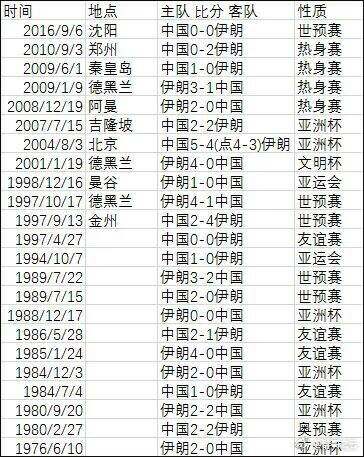 时间 地点 主队 比分 客队 性质
2016/9/6 沈阳 中国0-0伊朗 世预赛
2010/9/3 郑州 中国0-2伊朗 热身赛
2009/6/1 秦皇岛 中国1-0伊朗 热身赛
2009/1/9 德黑兰 伊朗3-1中国 热身赛
2008/12/19 阿曼 伊朗2-0中国 热身赛
2007/7/15 吉隆坡 中国2-2伊朗 亚洲杯
2004/8/3 北京 中国5-4(点4-3)伊朗 亚洲杯
2001/1/19 德黑兰 伊朗4-0中国 文明杯
1998/12/16 曼谷 伊朗1-0中国 亚运会
1997/10/17 德黑兰 伊朗4-1中国 世预赛
1997/9/13 金州 中国2-4伊朗 世预赛
1997/4/27 中国0-0伊朗 友谊赛
1994/10/7 中国1-0伊朗 亚运会
1989/7/22 伊朗3-2中国 世预赛
1989/7/15 中国2-0伊朗 世预赛
1988/12/17 伊朗0-0中国 亚洲杯
1986/5/28 中国2-1伊朗 友谊赛
1985/1/24 伊朗4-0中国 友谊赛
1984/12/3 伊朗2-0中国 亚洲杯
1984/7/4 中国1-0伊朗 友谊赛
1980/9/20 伊朗2-2中国 亚洲杯
1980/2/27 中国2-2伊朗 奥预赛
1976/6/10 伊朗2-0中国 亚洲杯